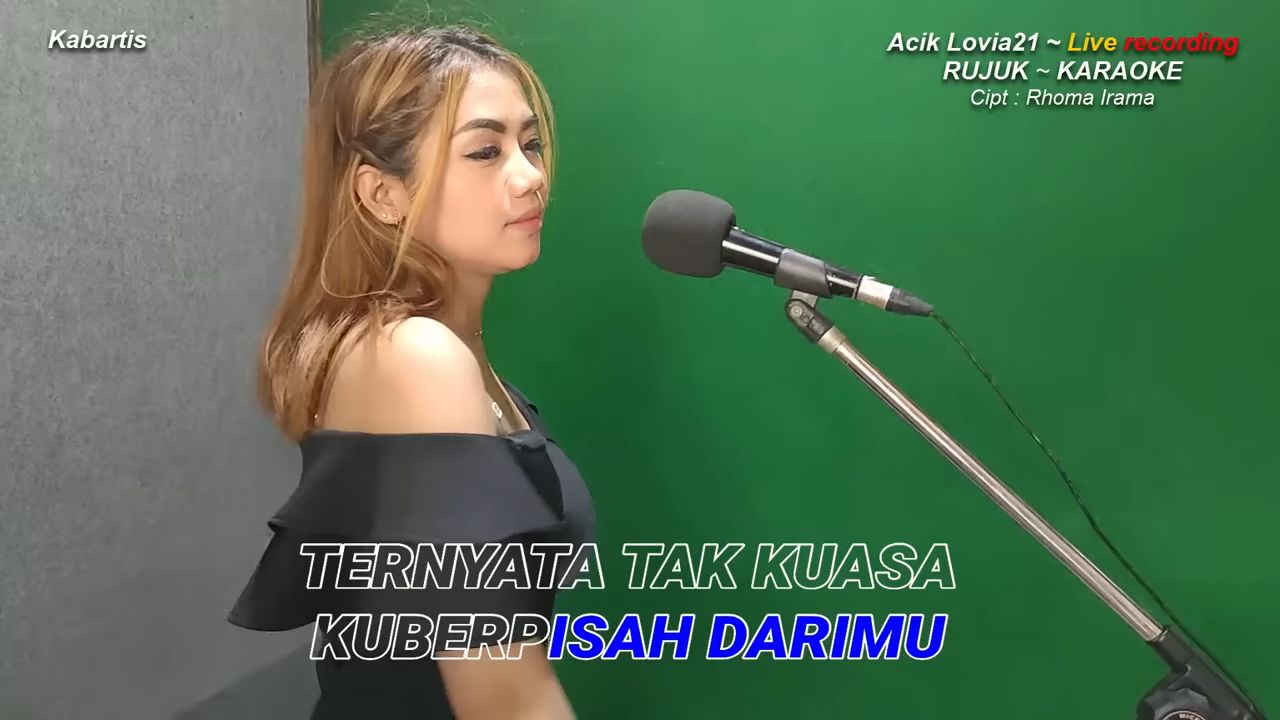 Kabartis
Acik Lovia21 ~ Live recording
RUJUK ~ KARAOKE
Cipt : Rhoma Irama
TERNYATA TAK KUASA
KUBERPISAH DARIMU